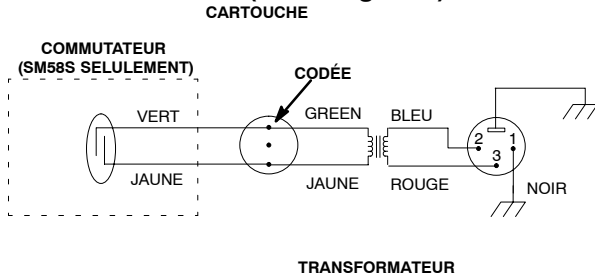 CARTOUCHE
COMMUTATEUR
(SM58S SELULEMENT)
CODÉE
VERT
GREEN
BLEU
2
1
3
JAUNE
JAUNE
ROUGE
NOIR
TRANSFORMATEUR